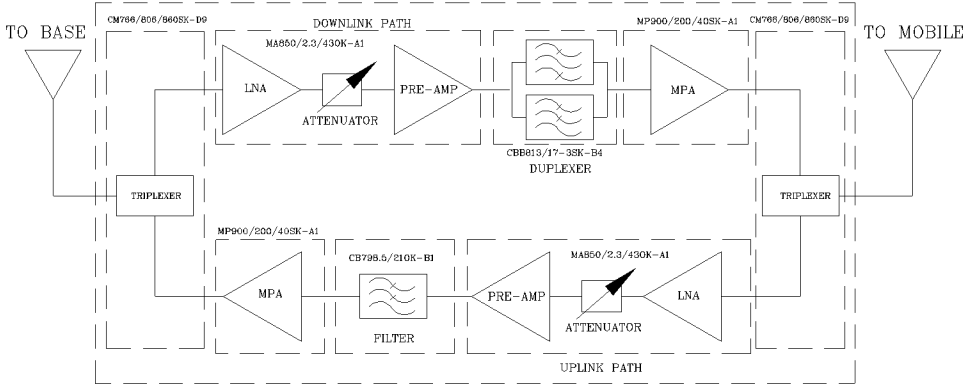 CM766/806/860SK-D9
DOWNLINK PATH
MP900/200/40SK-A1
CM766/806/860SK-D9
TO BASE
TO MOBILE
MA850/2.3/430K-A1
LNA
ATTENUATOR
PRE-AMP
MPA
CBB813/17-3SK-B4
DUPLEXER
TRIPLEXER
TRIPLEXER
MP900/200/40SK-A1
CB798.5/210K-B1
MA850/2.3/430K-A1
MPA
PRE-AMP
LNA
ATTENUATOR
FILTER
UPLINK PATH